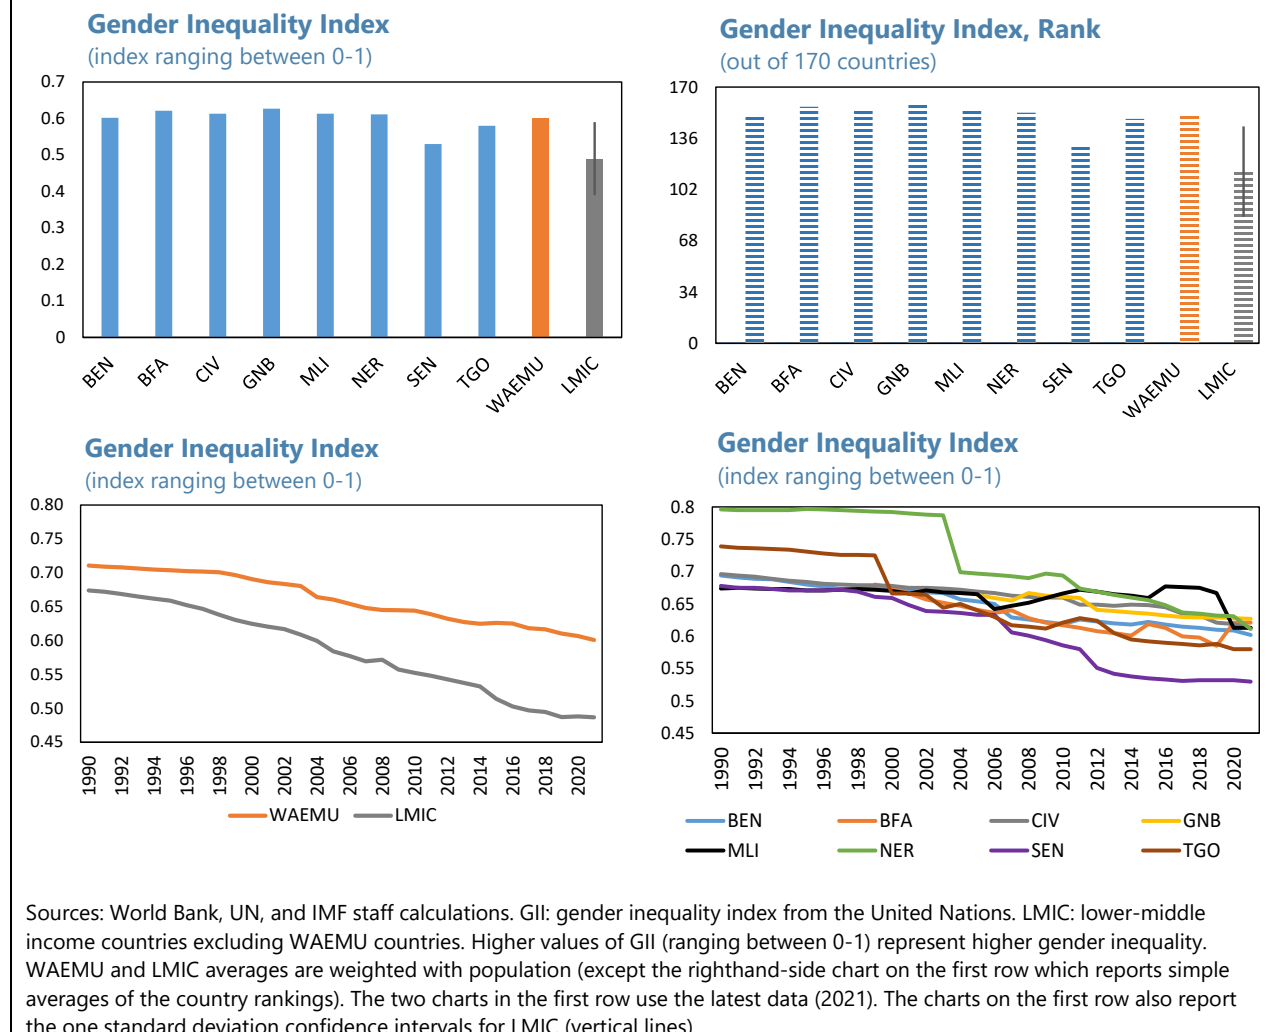 Gender Inequality Index
(index ranging between 0-1)
0.7
0.6
0.5
0.4
0.3
0.2
0.1
0
BEN BFA CIV GNB MLI NER SEN TGO WAEMU LMIC
Gender Inequality Index, Rank
(out of 170 countries)
170
136
102
68
34
0
BEN BFA CIV GNB MLI NER SEN TGO WAEMU LMIC
Gender Inequality Index
(index ranging between 0-1)
0.80
0.75
0.70
0.65
0.60
0.55
0.50
0.45
1990 1992 1994 1996 1998 2000 2002 2004 2006 2008 2010 2012 2014 2016 2018 2020
WAEMU LMIC
Gender Inequality Index
(index ranging between 0-1)
0.8
0.75
0.7
0.65
0.6
0.55
0.5
0.45
1990 1992 1994 1996 1998 2000 2002 2004 2006 2008 2010 2012 2014 2016 2018 2020
BEN BFA CIV GNB
MLI NER SEN TGO
Sources: World Bank, UN, and IMF staff calculations. GII: gender inequality index from the United Nations. LMIC: lower-middle
income countries excluding WAEMU countries. Higher values of GII (ranging between 0-1) represent higher gender inequality.
WAEMU and LMIC averages are weighted with population (except the righthand-side chart on the first row which reports simple
averages of the country rankings). The two charts in the first row use the latest data (2021). The charts on the first row also report
the one standard deviation confidence intervals for LMIC (vertical lines)